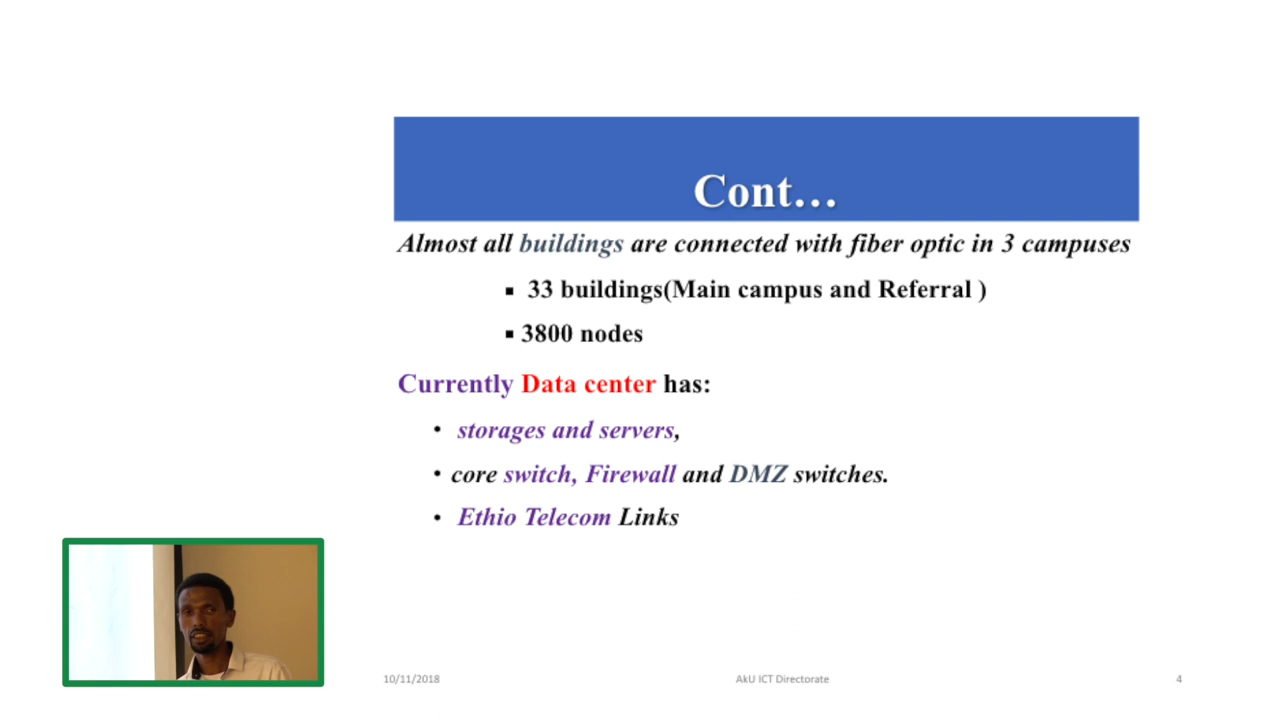 Cont…
Almost all buildings are connected with fiber optic in 3 campuses
▪ 33 buildings(Main campus and Referral )
▪ 3800 nodes
Currently Data center has:
• storages and servers,
• core switch, Firewall and DMZ switches.
• Ethio Telecom Links
10/11/2018
AkU ICT Directorate
4